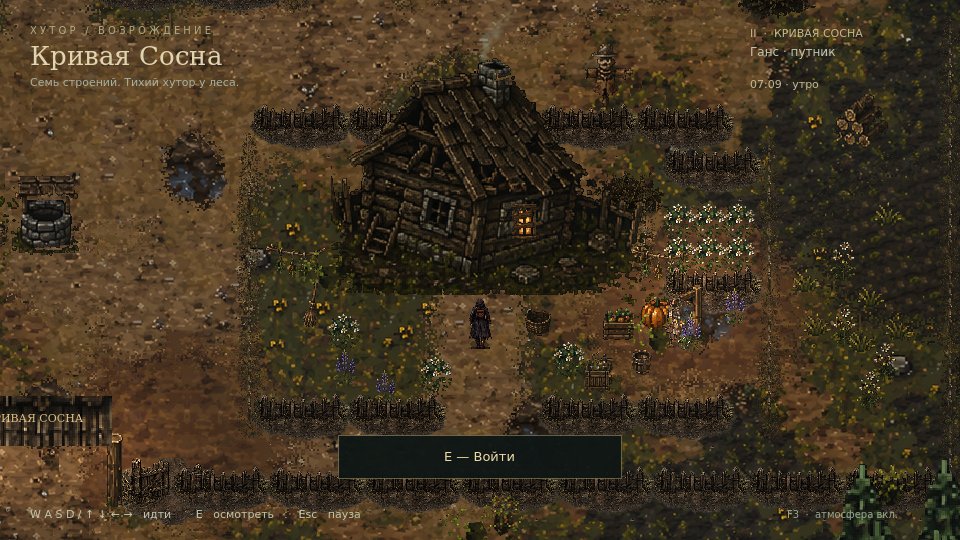 ХУТОР / ВОЗРОЖДЕНИЕ
Кривая Сосна
Семь строений. Тихий хутор у леса.
II · КРИВАЯ СОСНА
Ганс · путник
07:09 · утро
РИВАЯ СОСНА
E — Войти
W A S D / ↑ ↓ ← → идти E осмотреть · Esc пауза
F3 · атмосфера вкл.